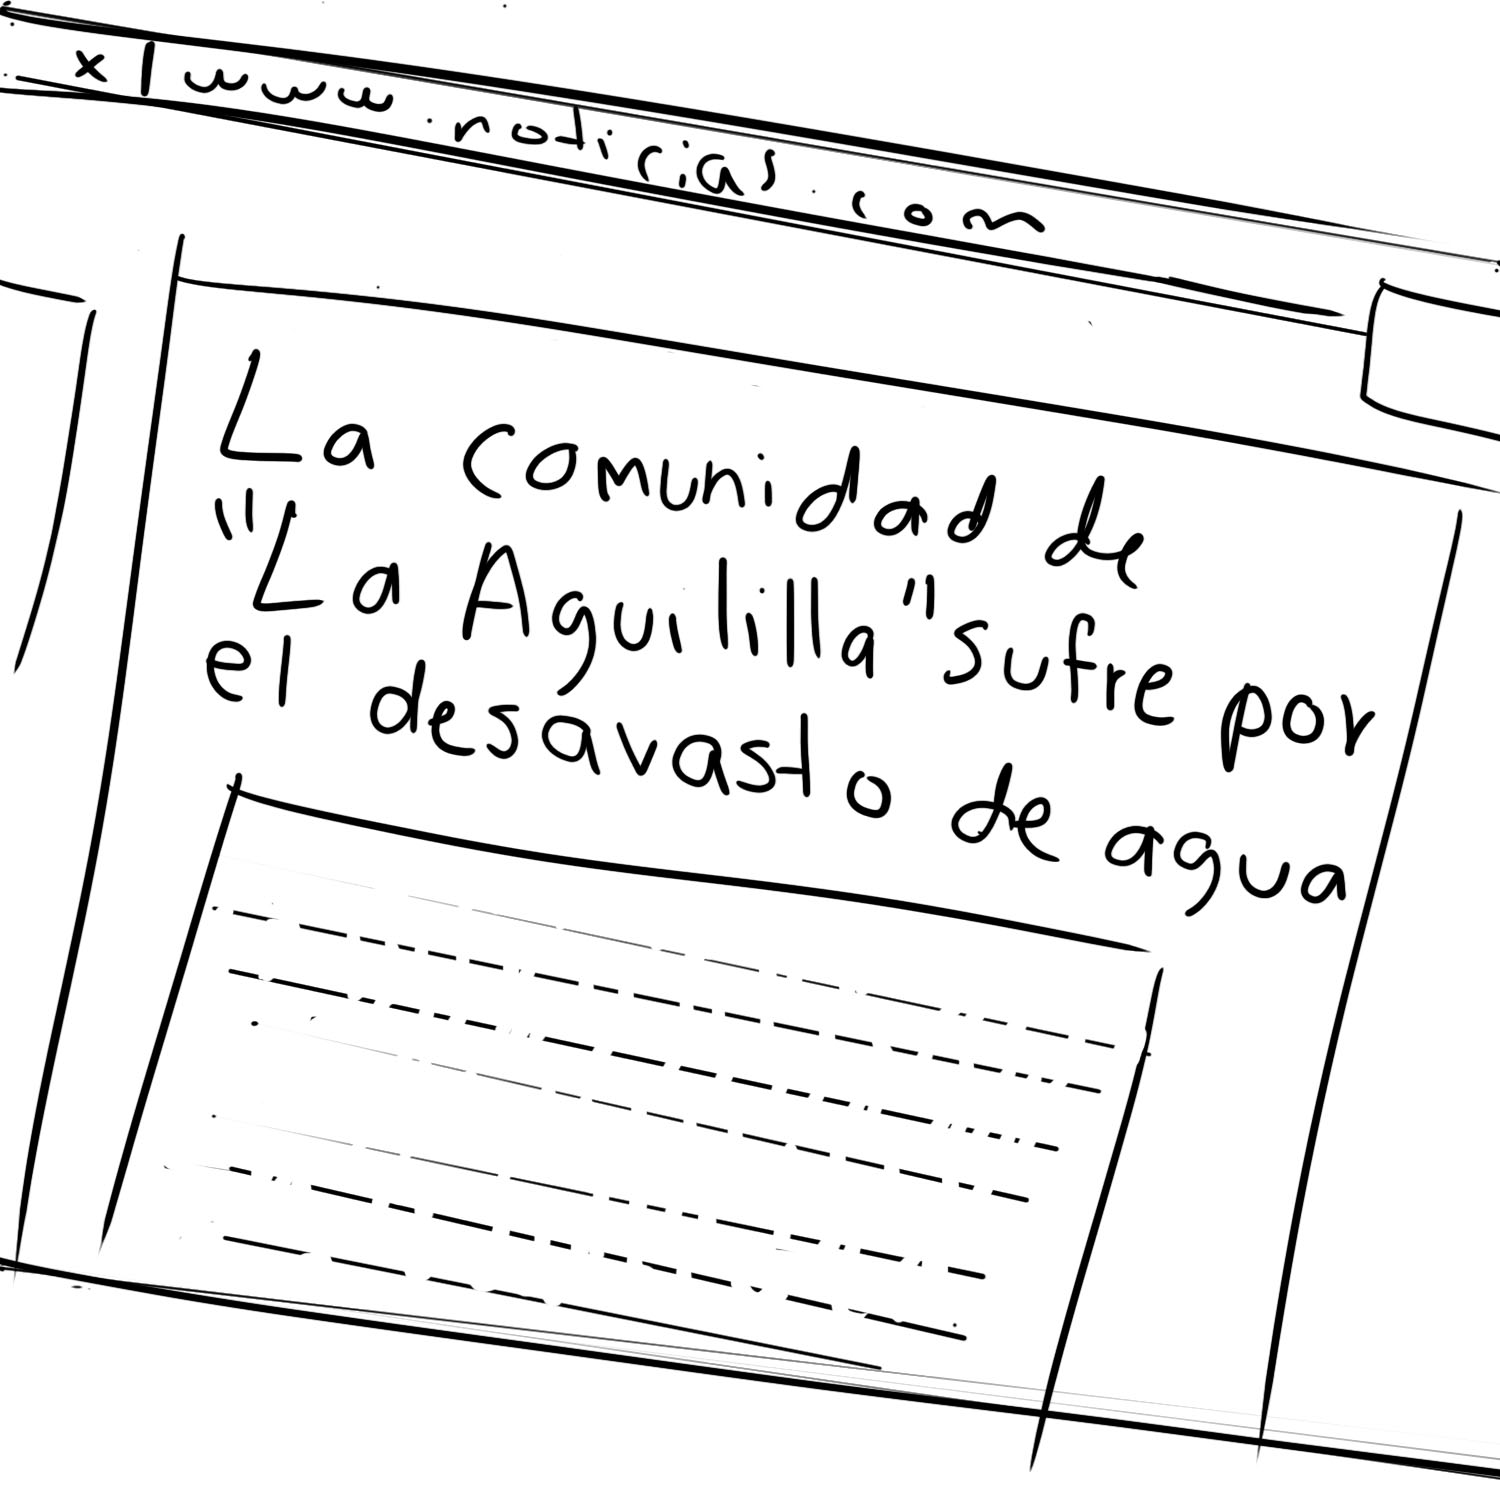 x | www.noticias.com
La comunidad de
"La Aguililla" sufre por
el desavasto de agua